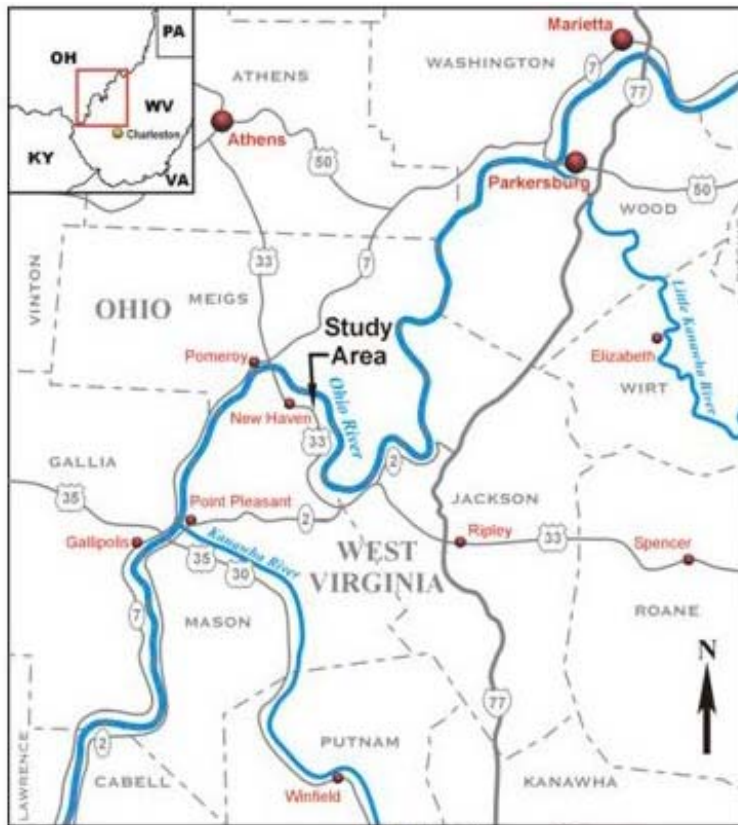 PA
OH
WV
Charleston
KY
VA
Marietta
WASHINGTON
7
77
ATHENS
Athens
50
Parkersburg
50
WOOD
33
7
VINTON
OHIO
MEIGS
Study
Area
Pomeroy
New Haven
33
Ohio River
Little Kanawha River
Elizabeth
WIRT
GALLIA
35
Point Pleasant
2
2
JACKSON
Gallipolis
Kanawha River
35
30
WEST
VIRGINIA
Ripley
33
Spencer
7
MASON
ROANE
N
77
LAWRENCE
2
CABELL
PUTNAM
Winfield
KANAWHA